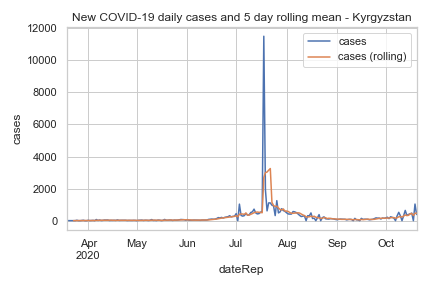 New COVID-19 daily cases and 5 day rolling mean - Kyrgyzstan
12000
10000
8000
6000
4000
2000
0
cases
cases
cases (rolling)
Apr
2020
May
Jun
Jul
Aug
Sep
Oct
dateRep